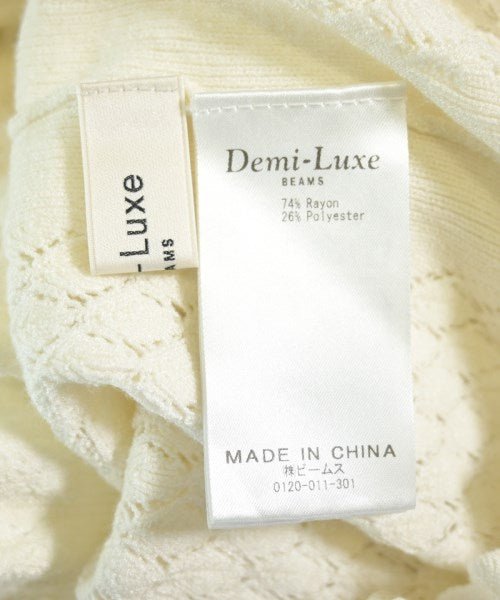 -Luxe
AMS
Demi-Luxe
BEAMS
74% Rayon
26% Polyester
MADE IN CHINA
㈱ビームス
0120-011-301